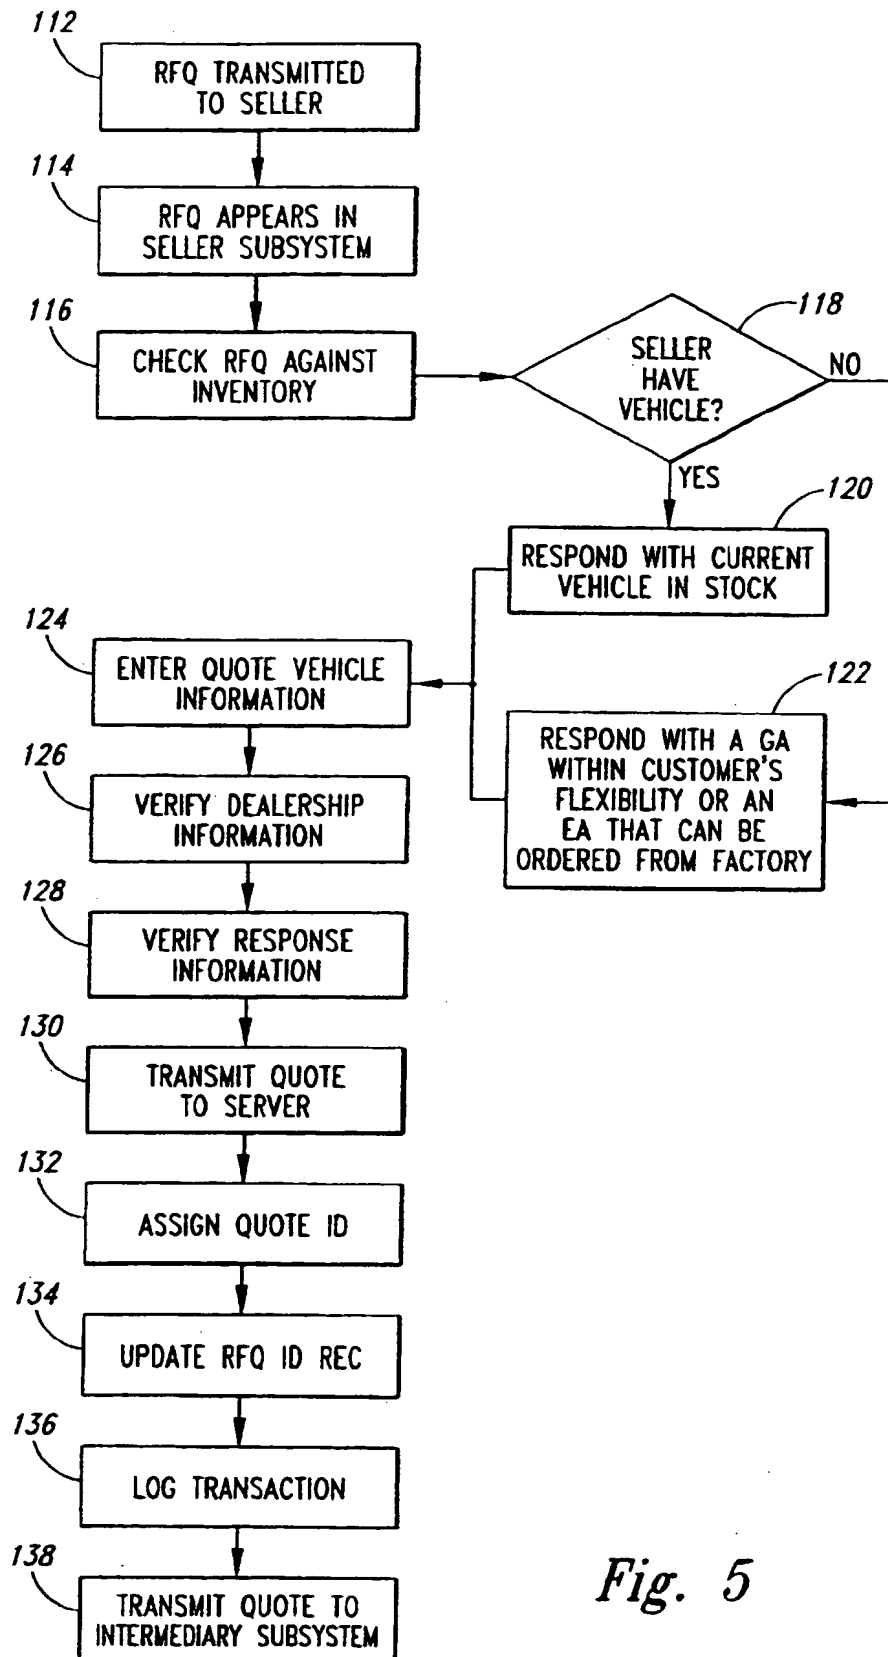 112
RFQ TRANSMITTED
TO SELLER
114
RFQ APPEARS IN
SELLER SUBSYSTEM
116
CHECK RFQ AGAINST
INVENTORY
118
SELLER
HAVE
VEHICLE?
NO
YES
120
RESPOND WITH CURRENT
VEHICLE IN STOCK
122
RESPOND WITH A GA
WITHIN CUSTOMER'S
FLEXIBILITY OR AN
EA THAT CAN BE
ORDERED FROM FACTORY
124
ENTER QUOTE VEHICLE
INFORMATION
126
VERIFY DEALERSHIP
INFORMATION
128
VERIFY RESPONSE
INFORMATION
130
TRANSMIT QUOTE
TO SERVER
132
ASSIGN QUOTE ID
134
UPDATE RFQ ID REC
136
LOG TRANSACTION
138
TRANSMIT QUOTE TO
INTERMEDIARY SUBSYSTEM
Fig. 5